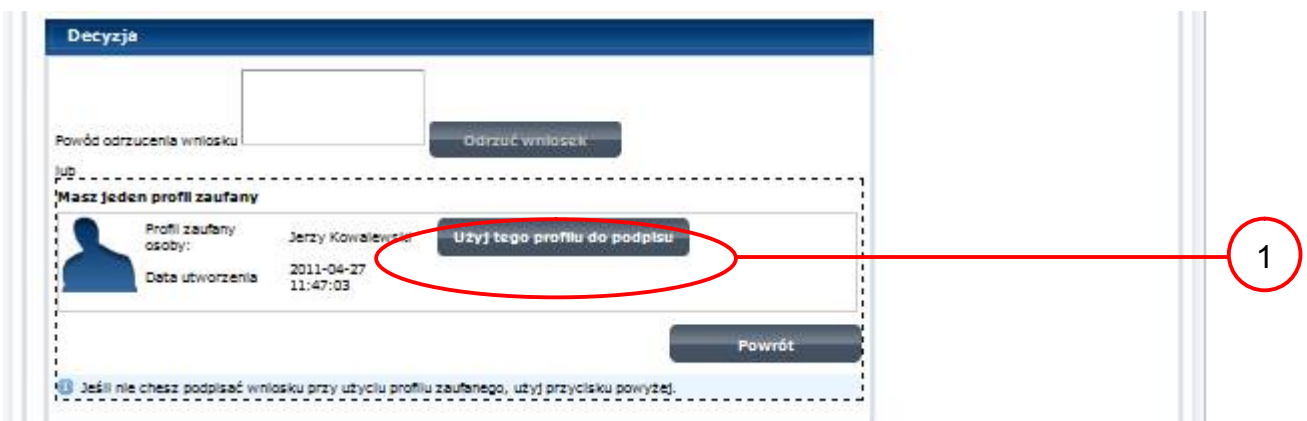 Decyzja
Powód odrzucenia wniosku
Odrzuć wniosek
lub
Masz jeden profil zaufany
Profil zaufany
osoby:
Jerzy Kowalewski
Użyj tego profilu do podpisu
Data utworzenia
2011-04-27
11:47:03
1
Powrót
Jeśli nie chesz podpisać wniosku przy użyciu profilu zaufanego, użyj przycisku powyżej.